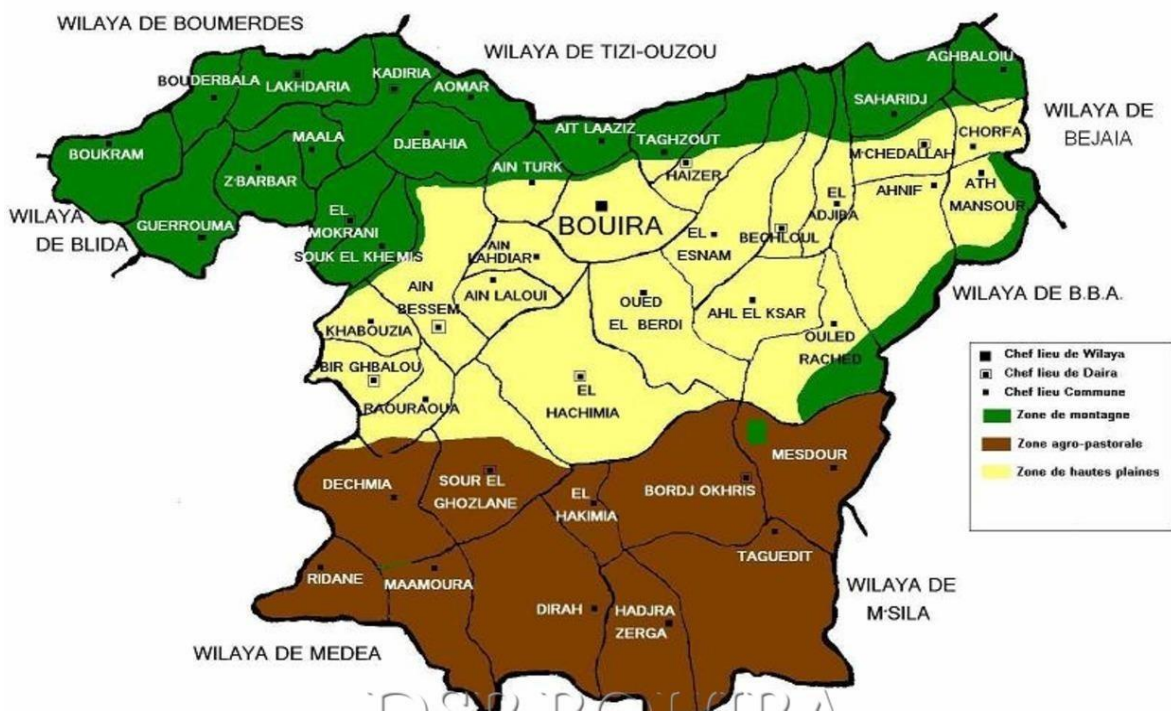 WILAYA DE BOUMERDES
WILAYA DE TIZI-OUZOU
AGHBALOIU
BOUDERBALA
LAKHDARIA
KADIRIA
AOMAR
SAHARIDJ
WILAYA DE
BEJAIA
BOUKRAM
MAALA
DJEBAHIA
AIT LAAZIZ
TAGHZOUT
CHORFA
M'CHEDALLAH
Z'BARBAR
AIN TURK
HAIZER
AHNIF
ATH
MANSOUR
EL
ADJIBA
WILAYA
DE BLIDA
GUERROUMA
EL
MOKRANI
SOUK EL KHEMIS
BOUIRA
EL
ESNAM
BECHLOUL
AIN
LAHDIAR
AIN
BESSEM
AIN LALOUI
OUED
EL BERDI
AHL EL KSAR
WILAYA DE B.B.A.
KHABOUZIA
OULED
RACHED
BIR GHBALOU
RAOURAOUA
EL
HACHIMIA
Chef lieu de Wilaya
Chef lieu de Daira
Chef lieu Commune
Zone de montagne
Zone agro-pastorale
Zone de hautes plaines
DECHMIA
SOUR EL
GHOZLANE
EL
HAKIMIA
BORDJ OKHRIS
MESDOUR
TAGUEDIT
RIDANE
MAAMOURA
DIRAH
HADJRA
ZERGA
WILAYA DE
M'SILA
WILAYA DE MEDEA
DSP BOUIRA